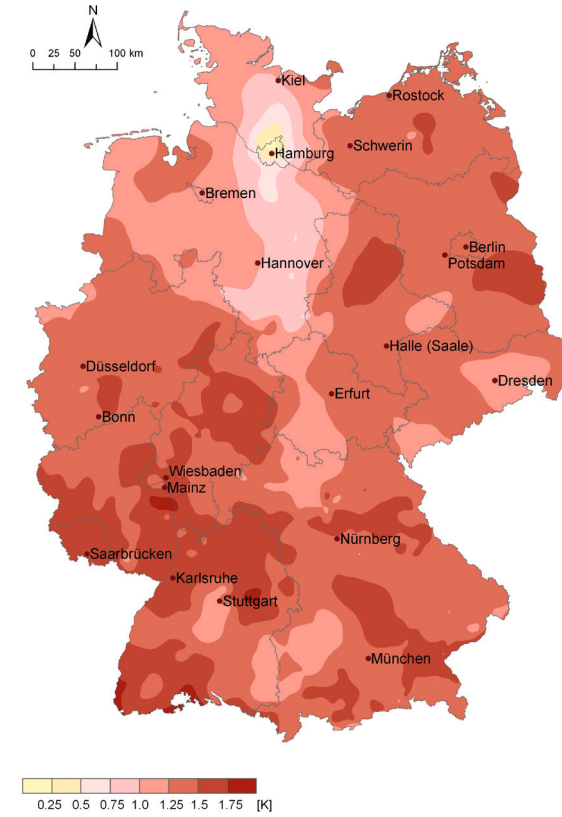 N
0 25 50 100 km
Kiel
Rostock
Hamburg
Schwerin
Bremen
Berlin
Potsdam
Hannover
Halle (Saale)
Düsseldorf
Dresden
Erfurt
Bonn
Wiesbaden
Mainz
Nürnberg
Saarbrücken
Karlsruhe
Stuttgart
München
0.25 0.5 0.75 1.0 1.25 1.5 1.75 [K]